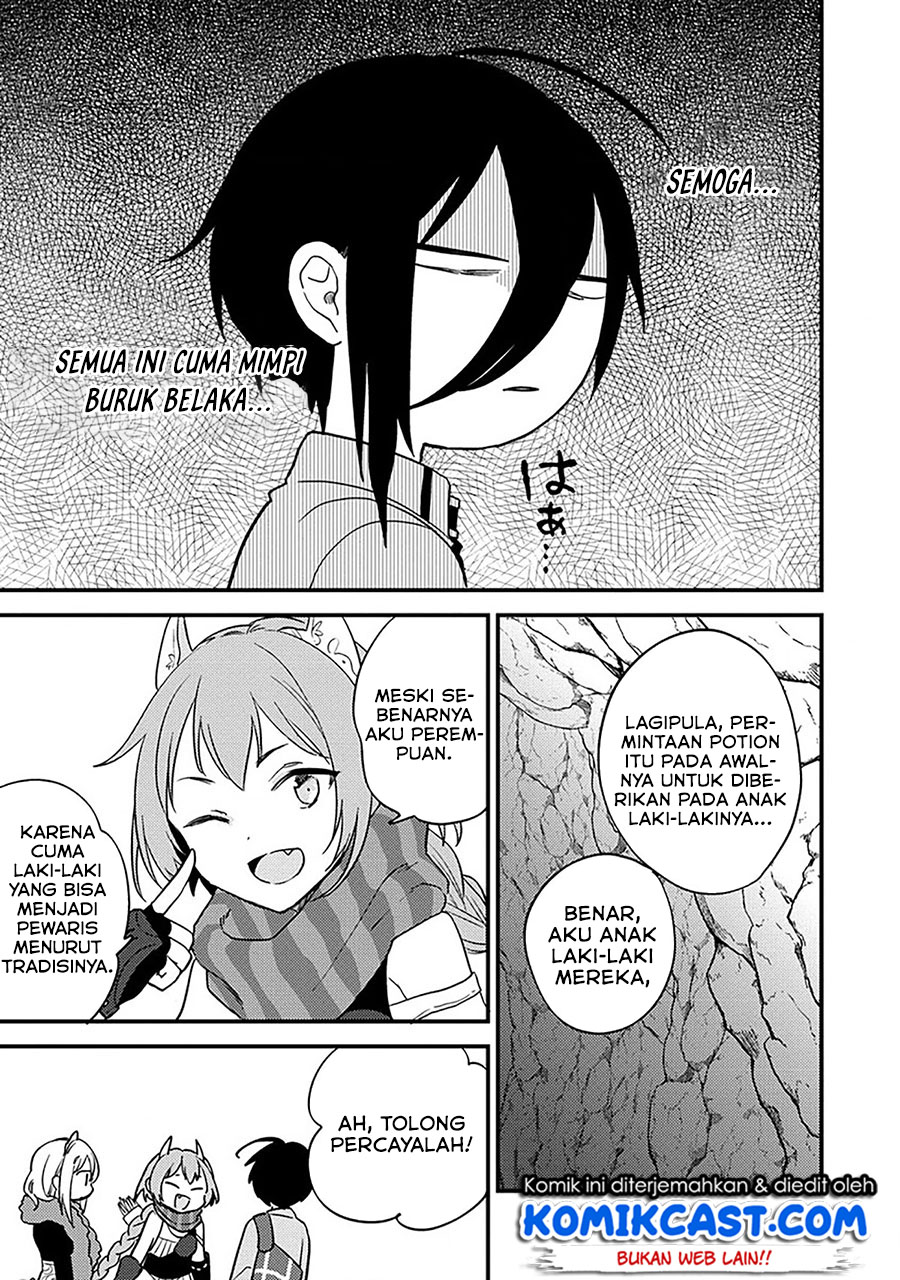 SEMOGA...
SEMUA INI CUMA MIMPI
BURUK BELAKA...
はぁ…
LAGIPULA, PER-
MINTAAN POTION
ITU PADA AWAL-
NYA UNTUK DIBE-
RIKAN PADA ANAK
LAKI-LAKINYA...
BENAR,
AKU ANAK
LAKI-LAKI
MEREKA,
MESKI SE-
BENARNYA
AKU PEREM-
PUAN.
KARENA
CUMA
LAKI-LAKI
YANG BISA
MENJADI
PEWARIS
MENURUT
TRADISINYA.
AH, TOLONG
PERCAYALAH!
Komik ini diterjemahkan & diedit oleh
KOMIKCAST.COM
BUKAN WEB LAIN!!